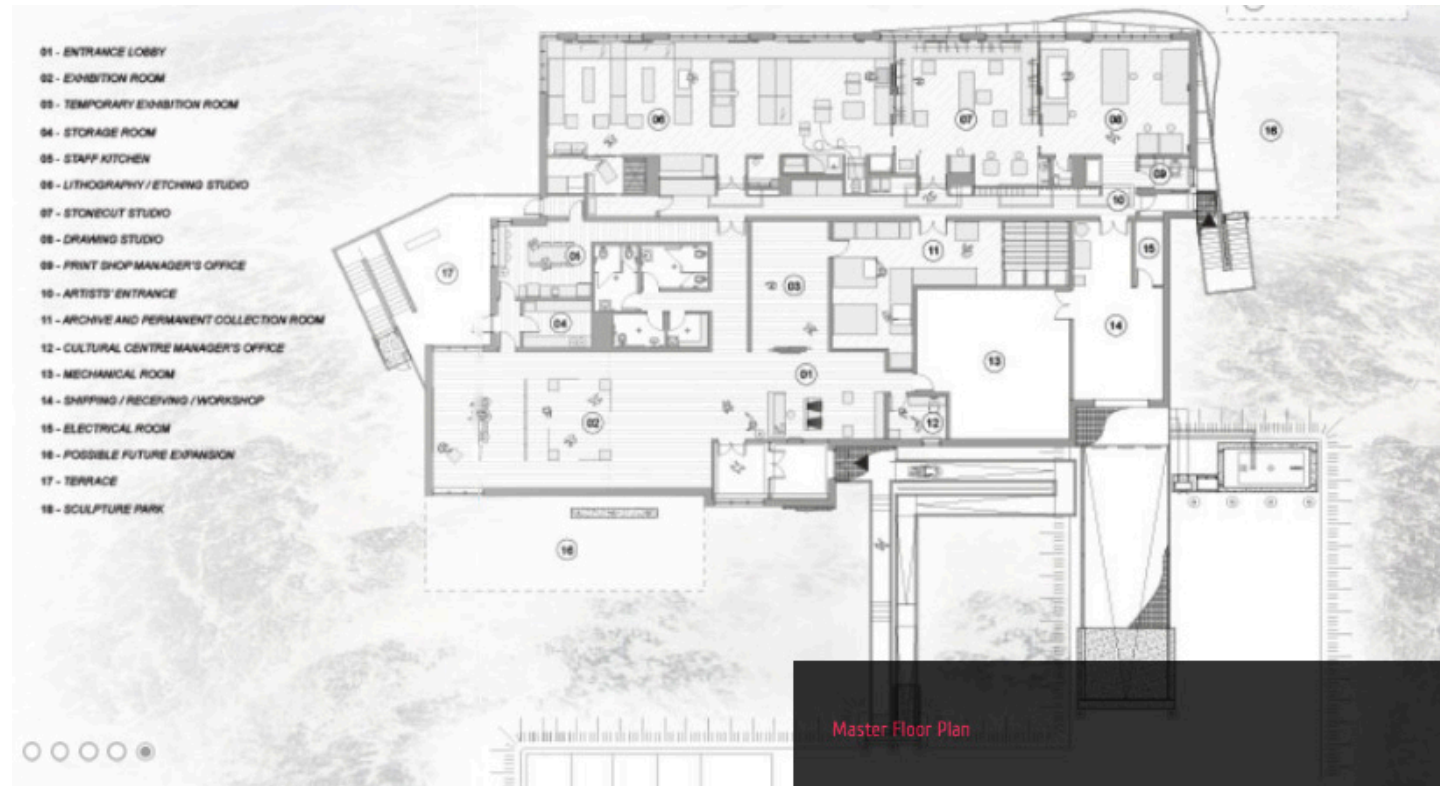 01 - ENTRANCE LOBBY
02 - EXHIBITION ROOM
03 - TEMPORARY EXHIBITION ROOM
04 - STORAGE ROOM
05 - STAFF KITCHEN
06 - LITHOGRAPHY / ETCHING STUDIO
07 - STONECUT STUDIO
08 - DRAWING STUDIO
09 - PRINT SHOP MANAGER'S OFFICE
10 - ARTISTS' ENTRANCE
11 - ARCHIVE AND PERMANENT COLLECTION ROOM
12 - CULTURAL CENTRE MANAGER'S OFFICE
13 - MECHANICAL ROOM
14 - SHIPPING / RECEIVING / WORKSHOP
15 - ELECTRICAL ROOM
16 - POSSIBLE FUTURE EXPANSION
17 - TERRACE
18 - SCULPTURE PARK
06
07
08
16
09
10
05
11
15
17
03
04
14
13
01
02
12
16
Master Floor Plan